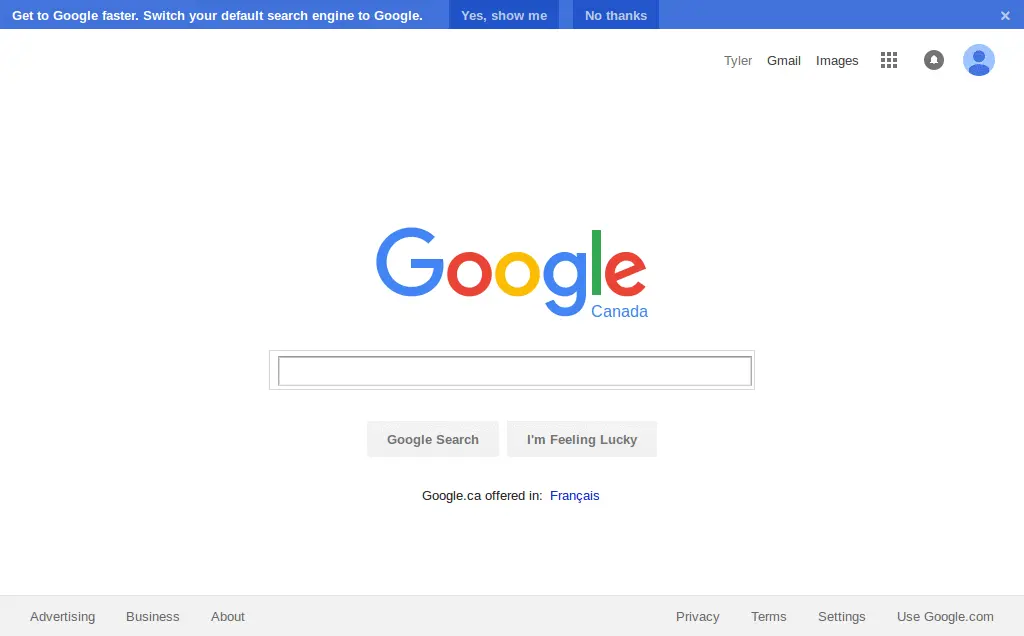 Get to Google faster. Switch your default search engine to Google. Yes, show me No thanks ×
Tyler Gmail Images
Google
Canada
Google Search I'm Feeling Lucky
Google.ca offered in: Français
Advertising Business About Privacy Terms Settings Use Google.com